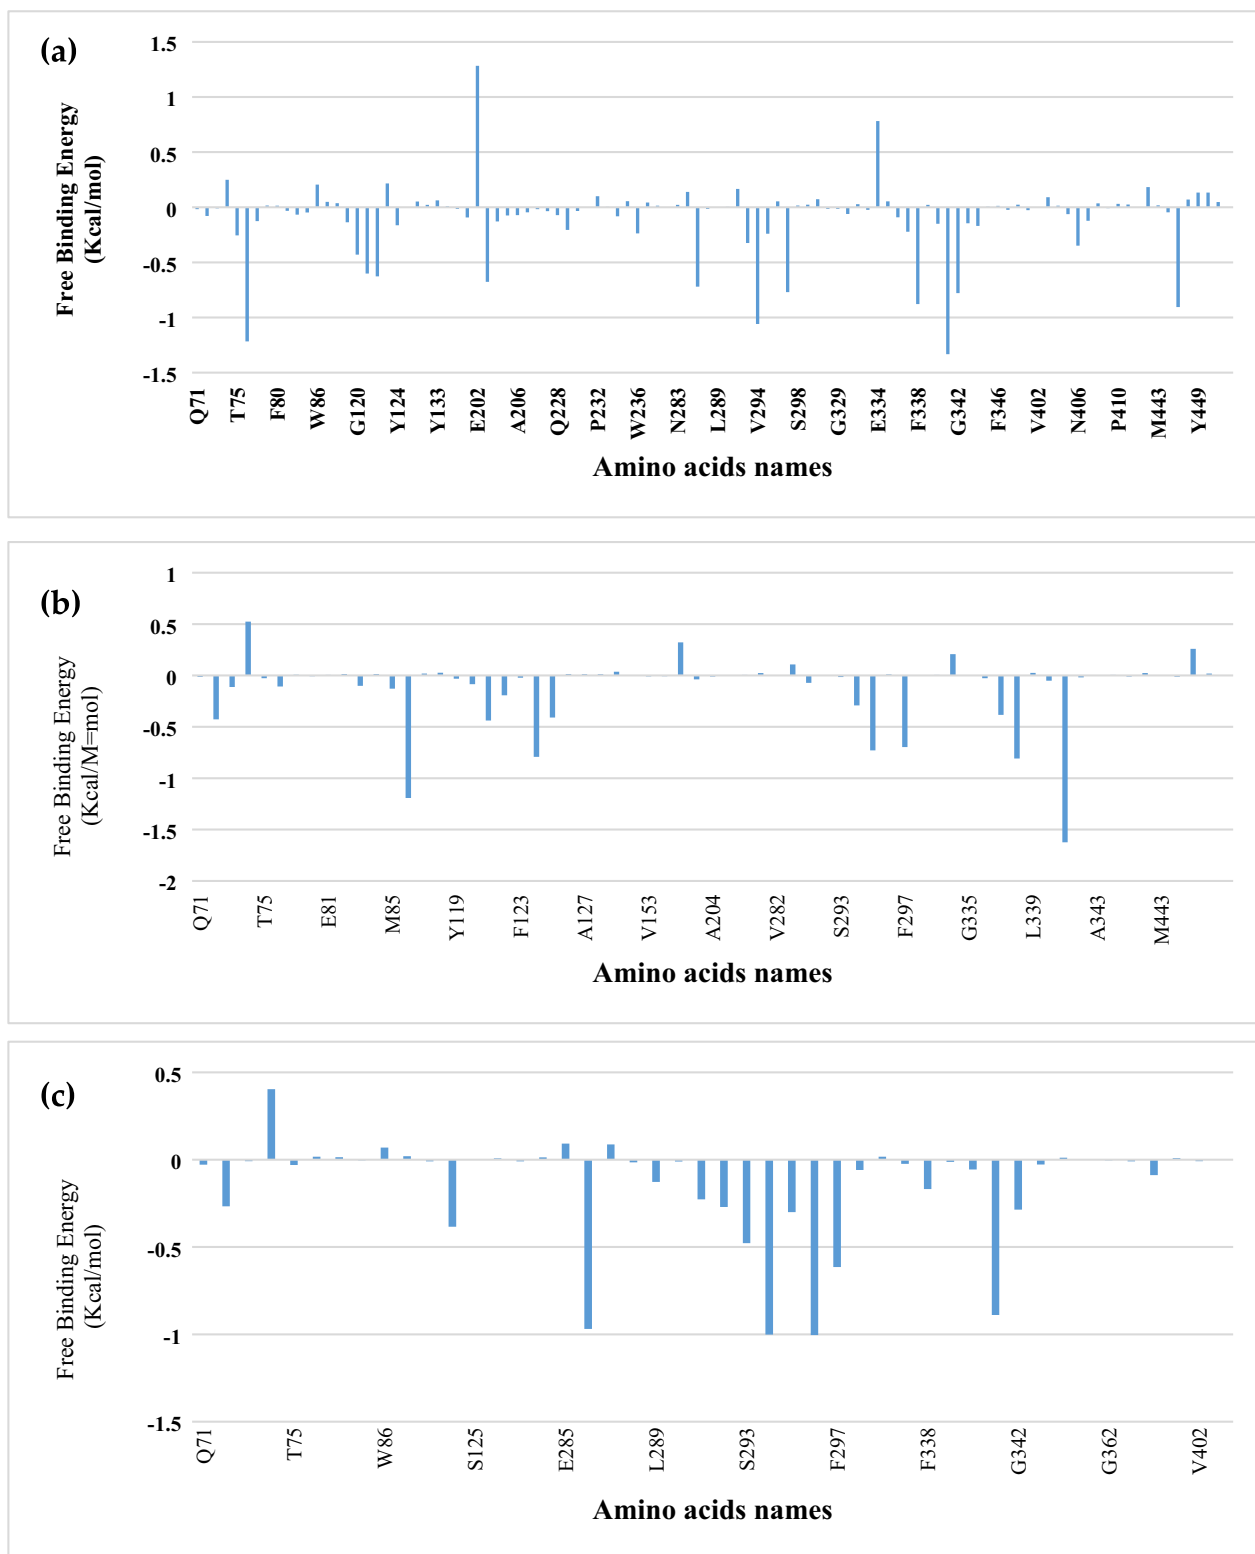 (a)
Free Binding Energy
(Kcal/mol)
1.5
1
0.5
0
-0.5
-1
-1.5
Q71 T75 F80 W86 G120 Y124 Y133 E202 A206 Q228 P232 W236 N283 L289 V294 S298 G329 E334 F338 G342 F346 V402 N406 P410 M443 Y449
Amino acids names
(b)
Free Binding Energy
(Kcal/M=mol)
1
0.5
0
-0.5
-1
-1.5
-2
Q71 T75 E81 M85 Y119 F123 A127 V153 A204 V282 S293 F297 G335 L339 A343 M443
Amino acids names
(c)
Free Binding Energy
(Kcal/mol)
0.5
0
-0.5
-1
-1.5
Q71 T75 W86 S125 E285 L289 S293 F297 F338 G342 G362 V402
Amino acids names